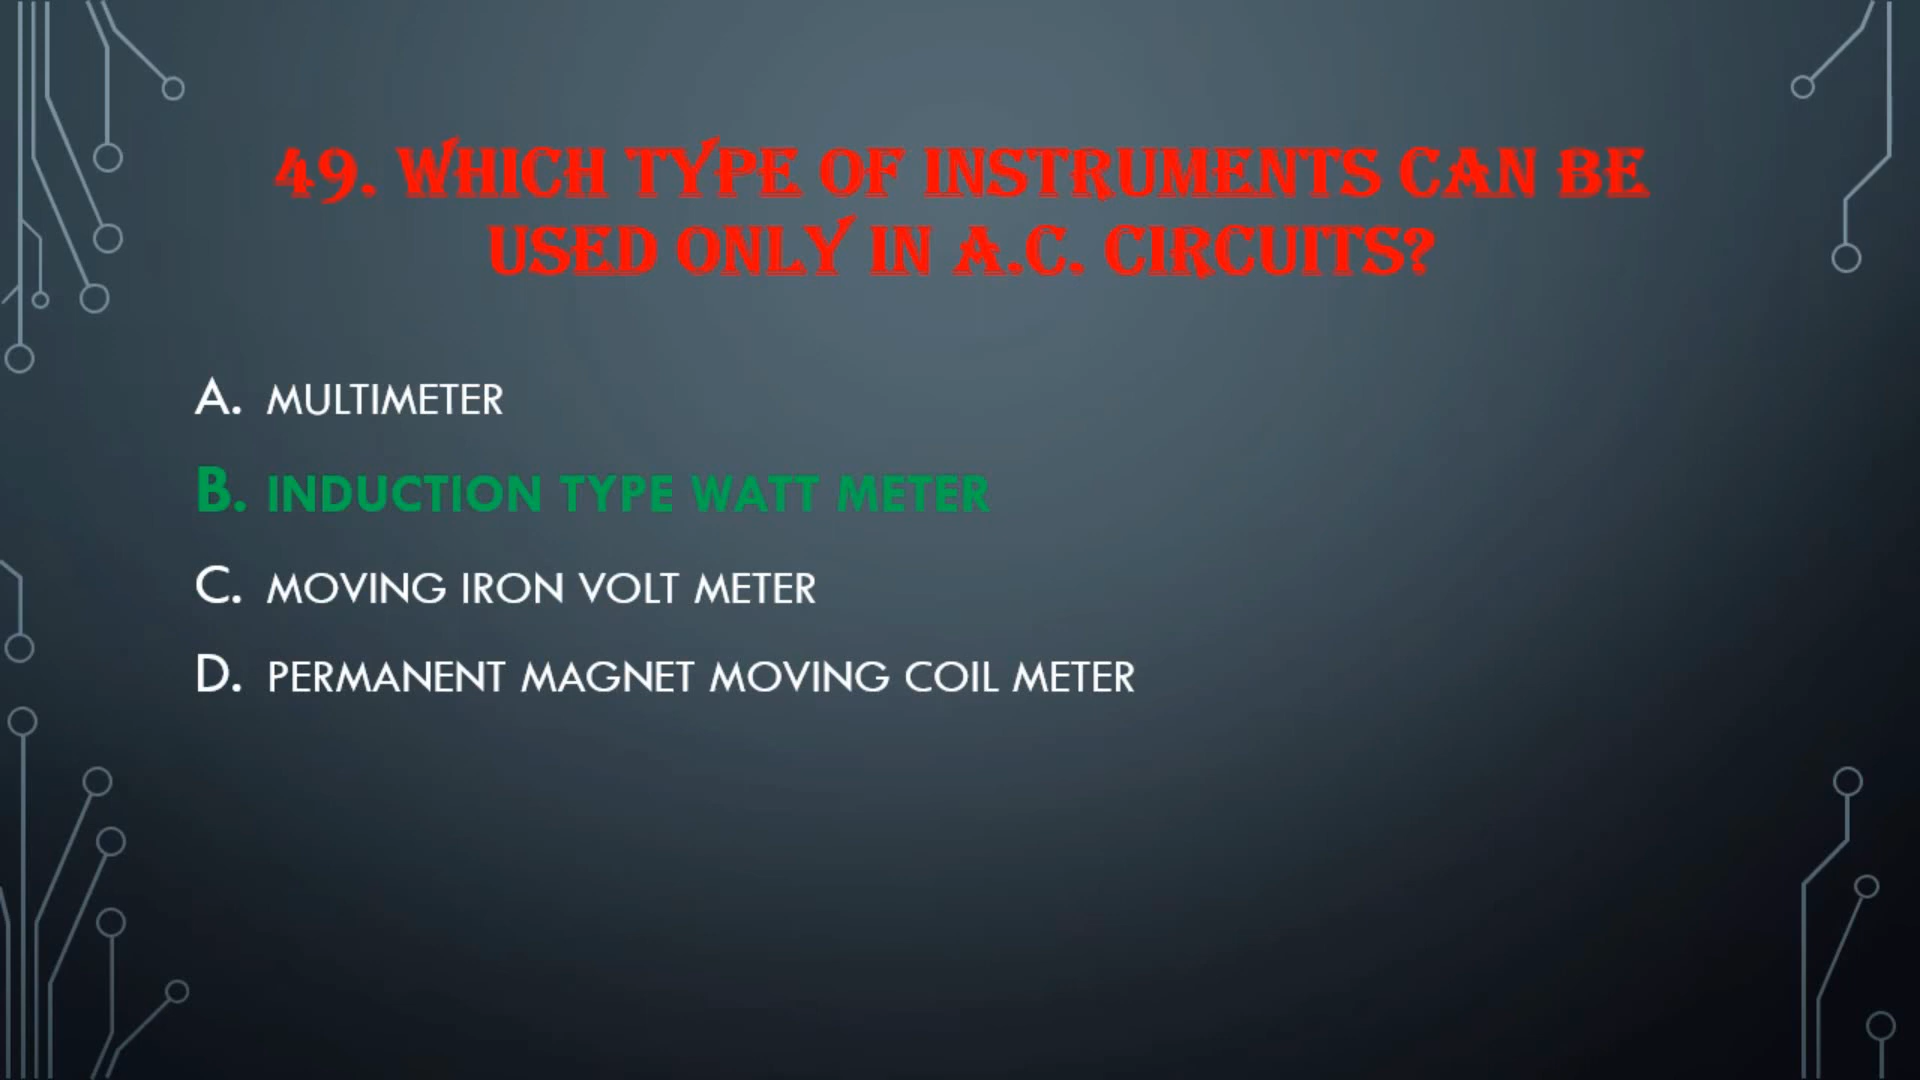 49. WHICH TYPE OF INSTRUMENTS CAN BE
USED ONLY IN A.C. CIRCUITS?
A. MULTIMETER
B. INDUCTION TYPE WATT METER
C. MOVING IRON VOLT METER
D. PERMANENT MAGNET MOVING COIL METER